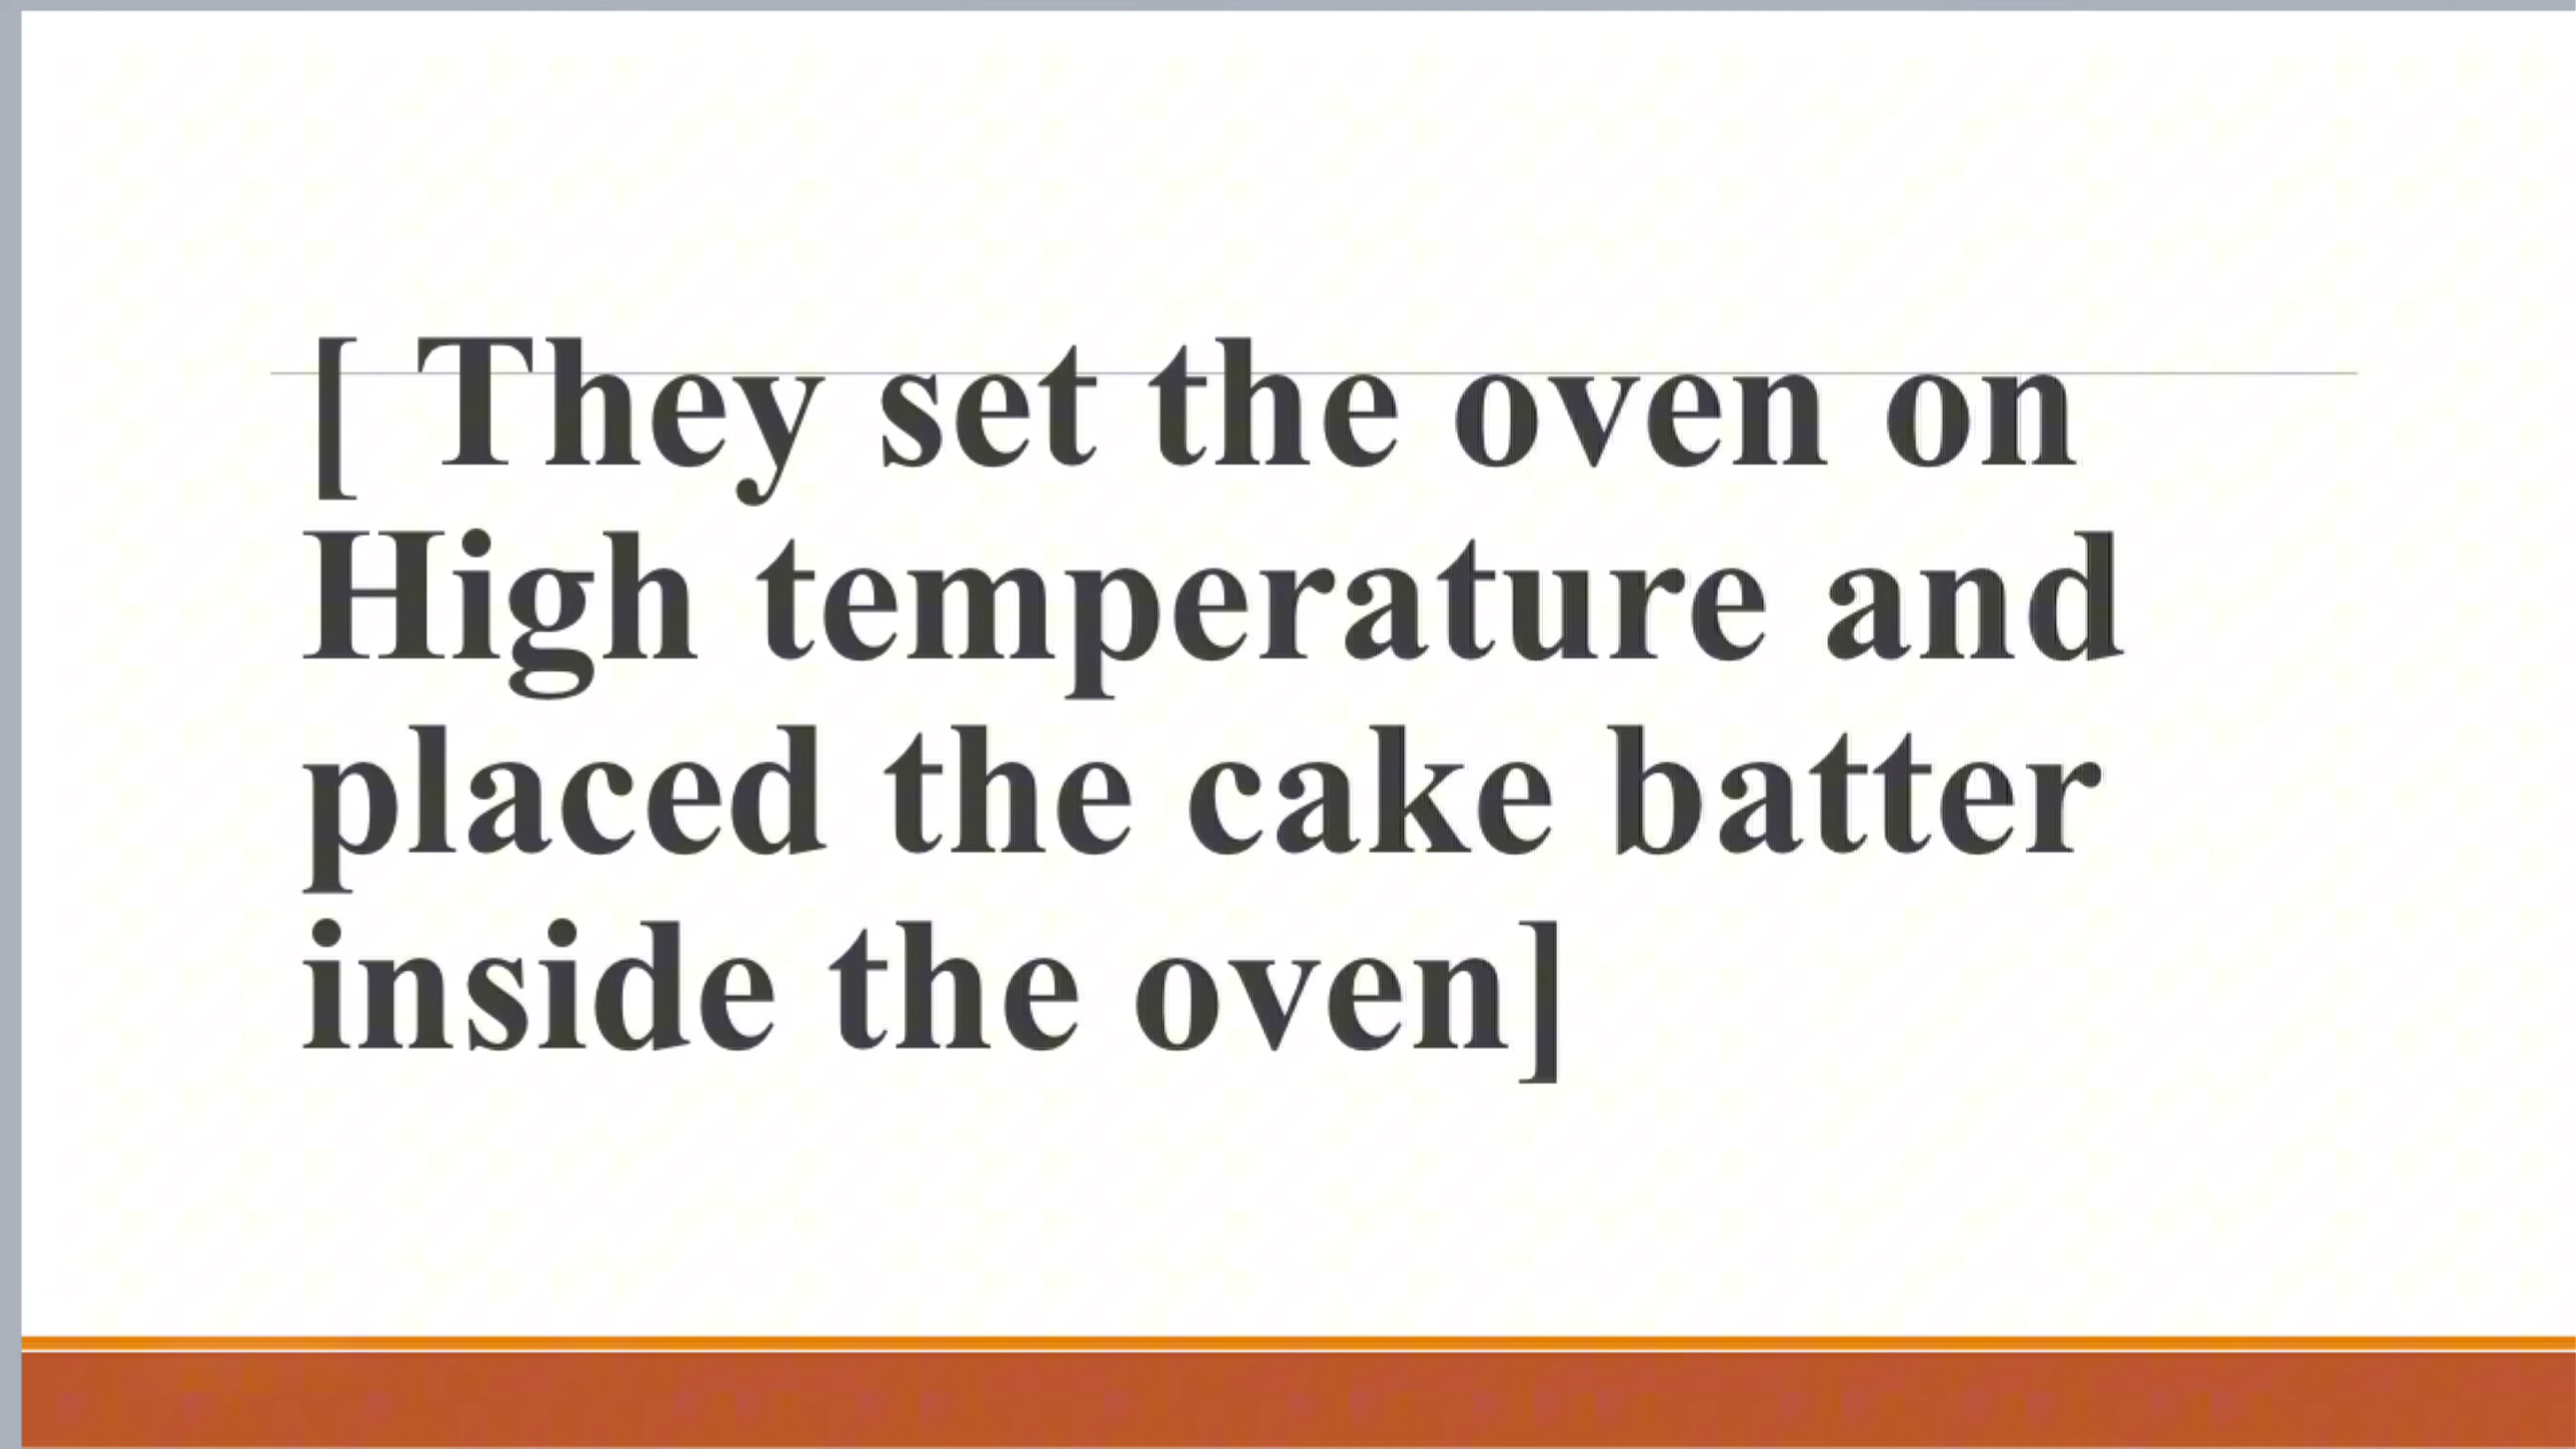 [ They set the oven on
High temperature and
placed the cake batter
inside the oven]